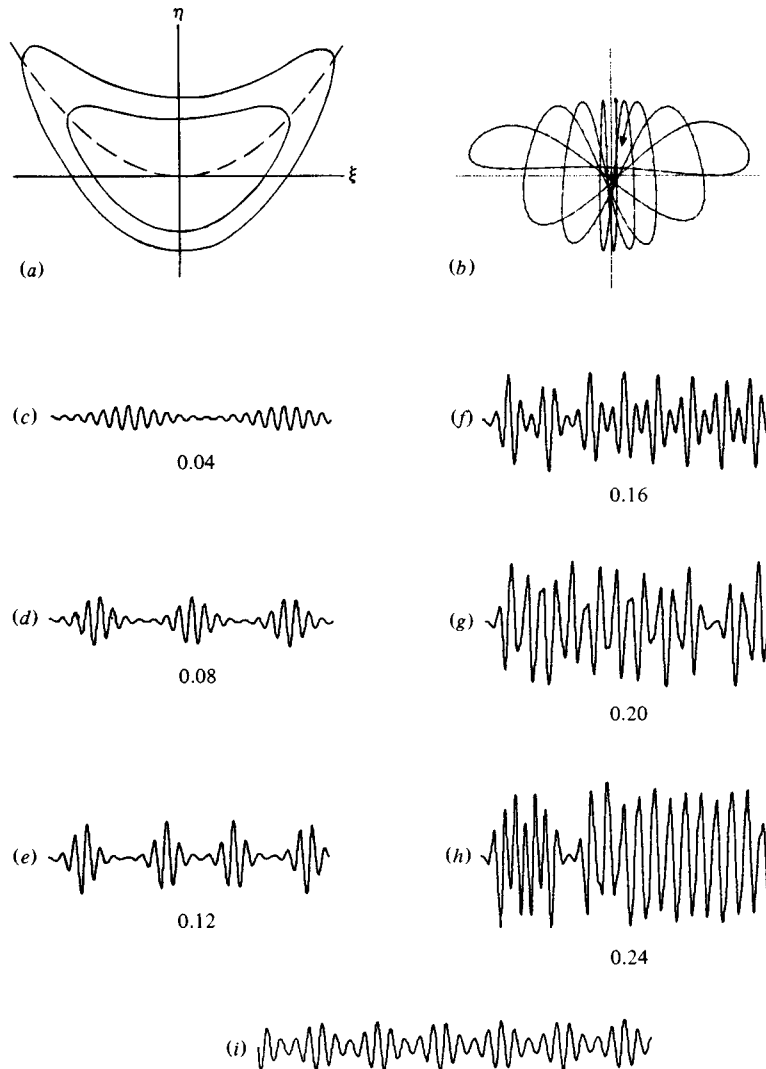 η
ξ
(a)
(b)
(c)
0.04
(f)
0.16
(d)
0.08
(g)
0.20
(e)
0.12
(h)
0.24
(i)